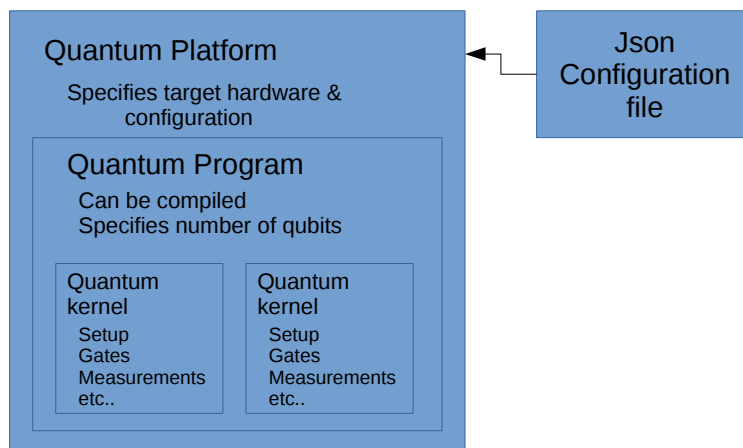 Quantum Platform
Specifies target hardware &
configuration
Quantum Program
Can be compiled
Specifies number of qubits
Quantum
kernel
Setup
Gates
Measurements
etc..
Quantum
kernel
Setup
Gates
Measurements
etc..
Json
Configuration
file